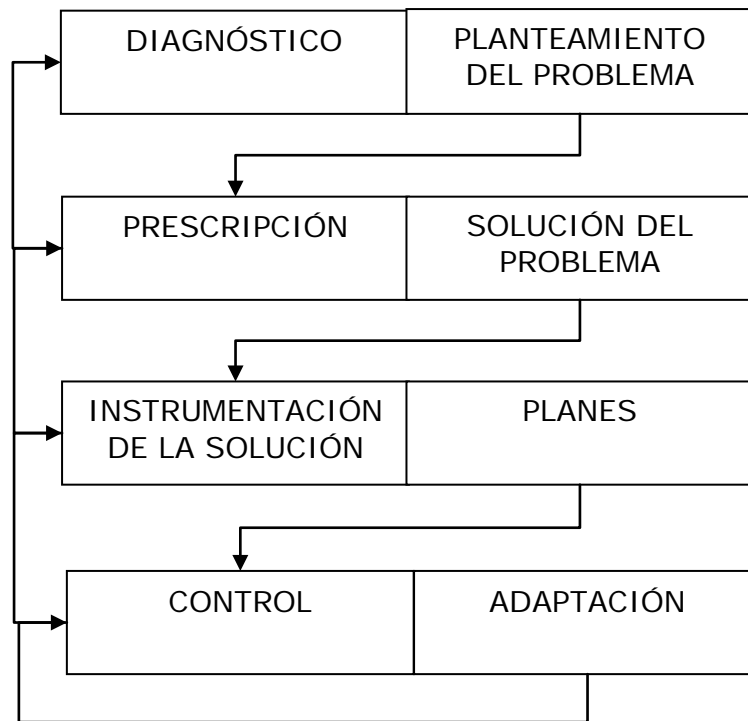 DIAGNÓSTICO
PLANTEAMIENTO
DEL PROBLEMA
PRESCRIPCIÓN
SOLUCIÓN DEL
PROBLEMA
INSTRUMENTACIÓN
DE LA SOLUCIÓN
PLANES
CONTROL
ADAPTACIÓN